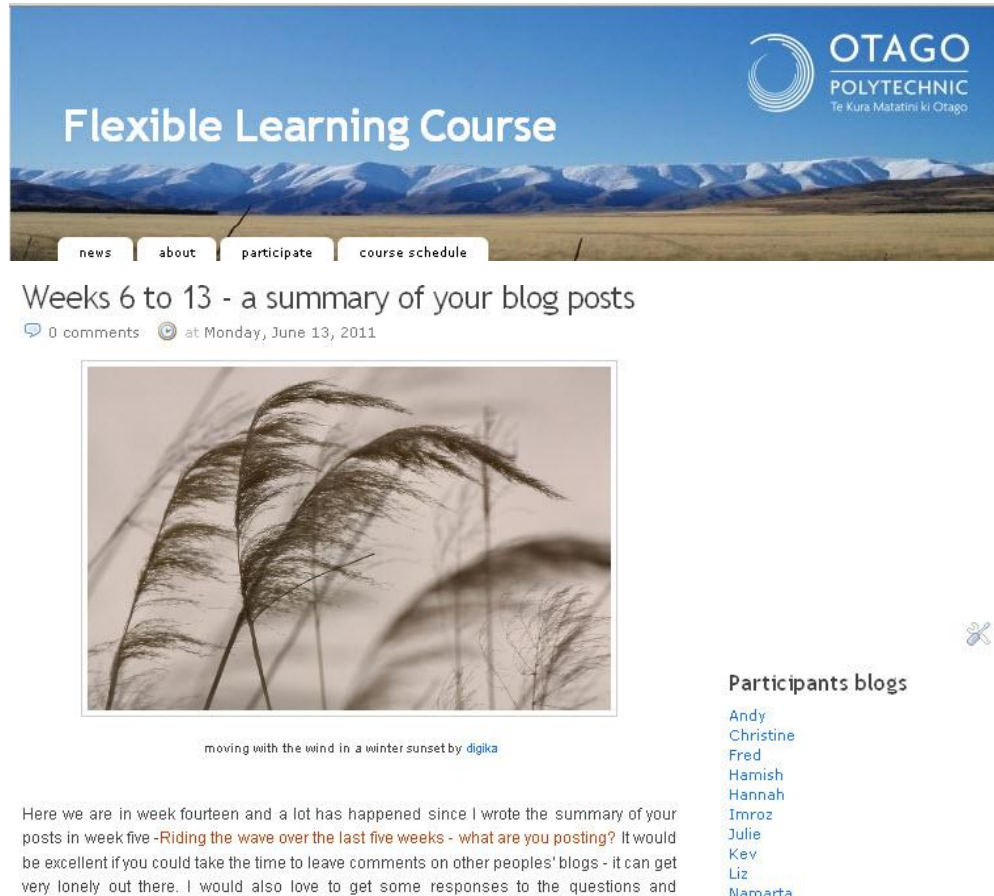 OTAGO
POLYTECHNIC
Te Kura Matatini ki Otago
Flexible Learning Course
news about participate course schedule
Weeks 6 to 13 - a summary of your blog posts
0 comments at Monday, June 13, 2011
moving with the wind in a winter sunset by digika
Here we are in week fourteen and a lot has happened since I wrote the summary of your
posts in week five -Riding the wave over the last five weeks - what are you posting? It would
be excellent if you could take the time to leave comments on other peoples' blogs - it can get
very lonely out there. I would also love to get some responses to the questions and
Participants blogs
Andy
Christine
Fred
Hamish
Hannah
Imroz
Julie
Kev
Liz
Namarta